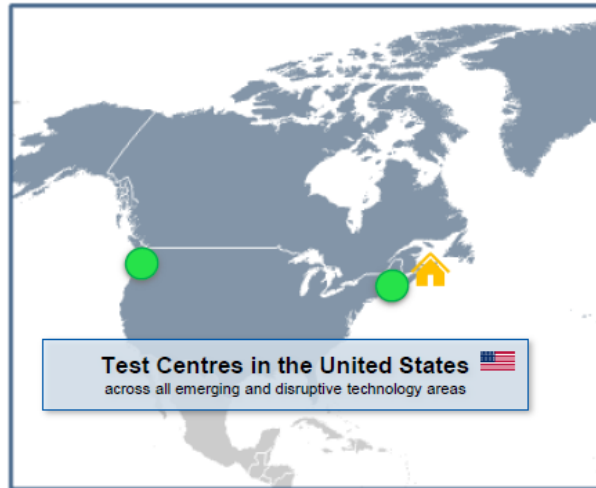 Test Centres in the United States
across all emerging and disruptive technology areas